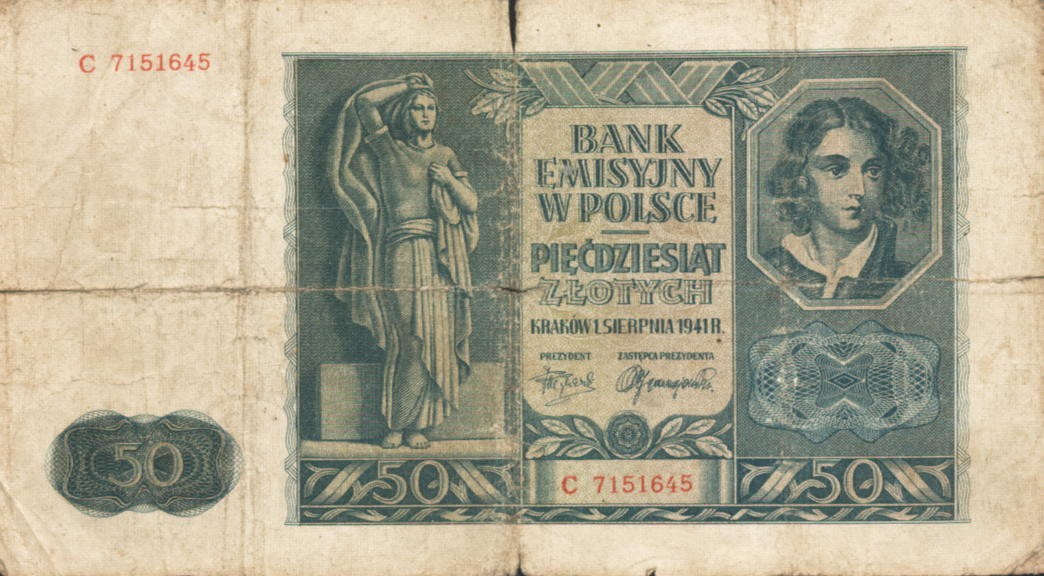 C 7151645
BANK
EMISYJNY
W POLSCE
PIĘĆDZIESIĄT
ZŁOTYCH
KRAKÓW 1. SIERPNIA 1941 R.
PREZYDENT ZASTĘPCA PREZYDENTA
50
50
C 7151645
50